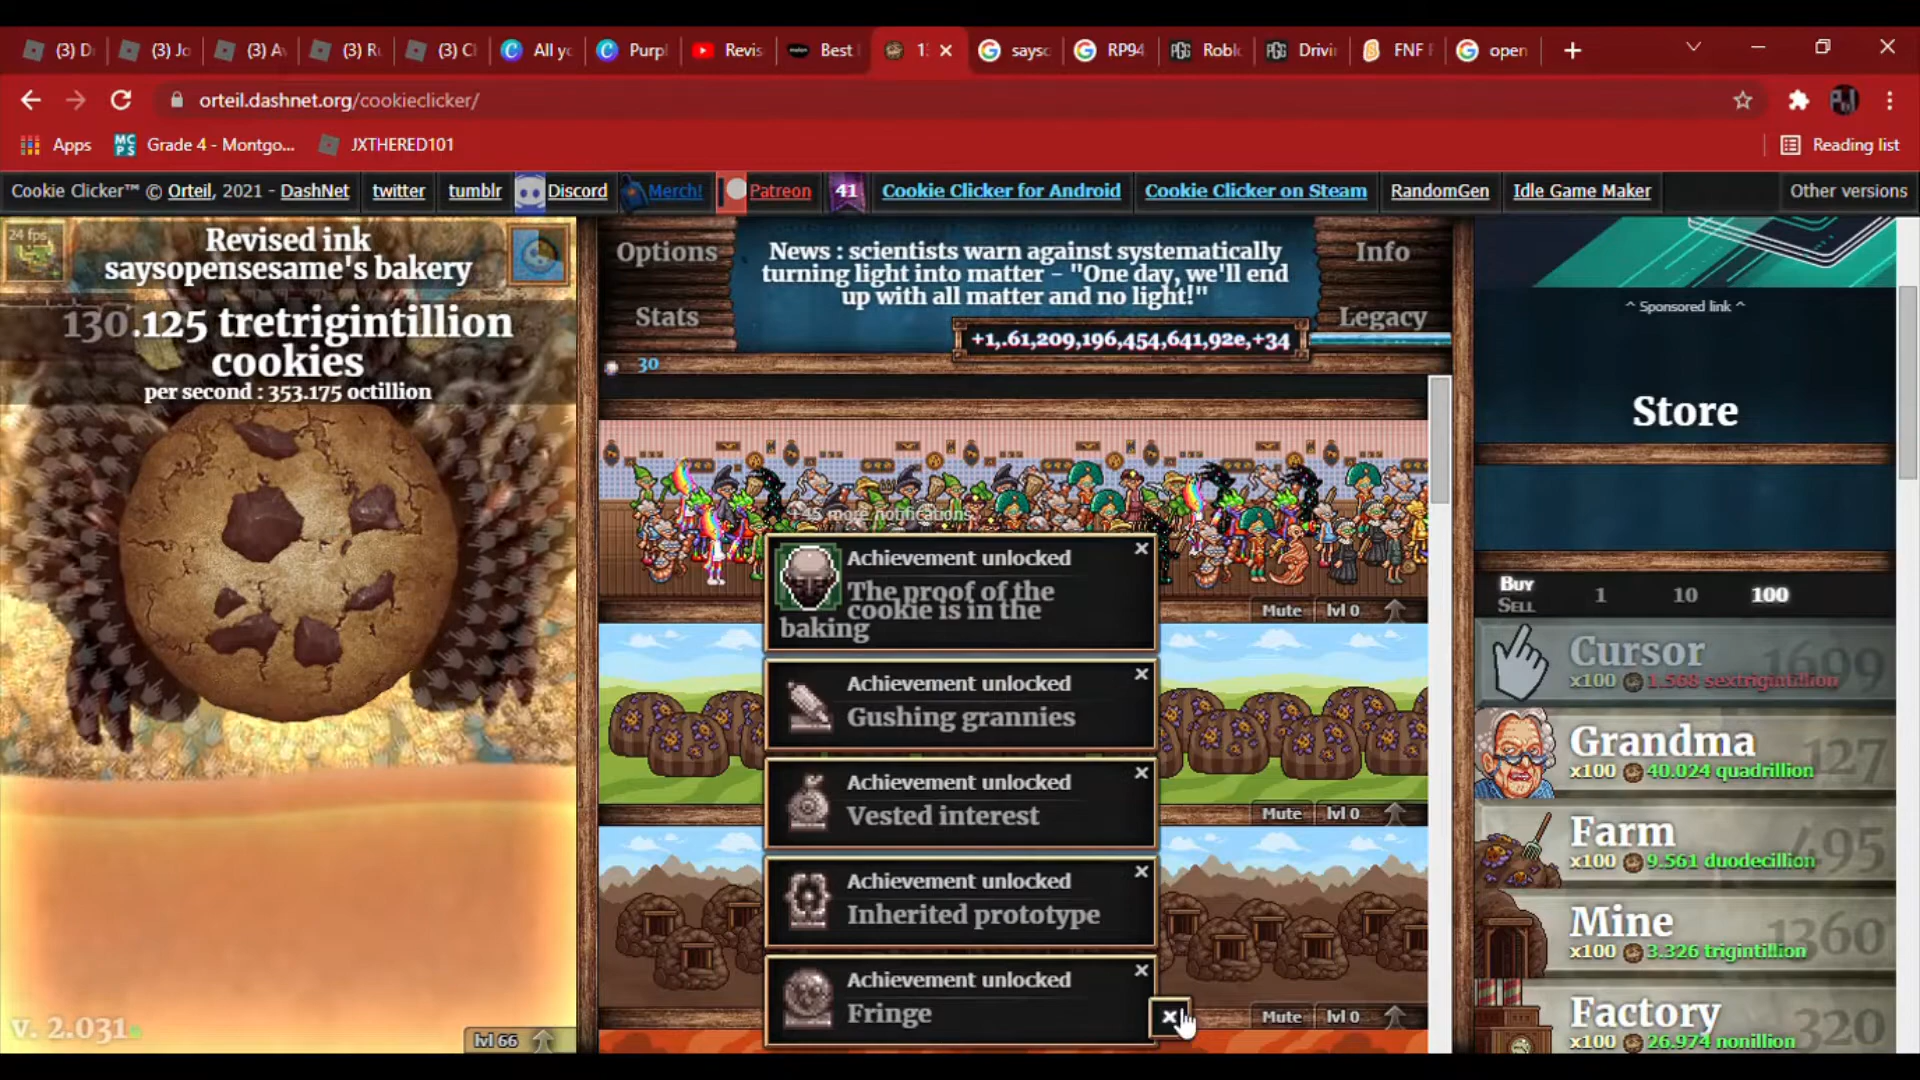 (3) D
(3) Jo
(3) A
(3) R
(3) C
All yo
Purpl
Revis
Best
says
RP94
Robl
Drivi
FNF
open
orteil.dashnet.org/cookieclicker/
Apps
MCPS
Grade 4 - Montgo...
JXTHERED101
Reading list
Cookie Clicker™ © Orteil, 2021 - DashNet
twitter
tumblr
Discord
Merch!
Patreon
41
Cookie Clicker for Android
Cookie Clicker on Steam
RandomGen
Idle Game Maker
Other versions
24 fps
Revised ink
saysopensesame's bakery
130.125 tretrigintillion
cookies
per second : 353.175 octillion
v. 2.031
lvl 66
Options
Stats
News : scientists warn against systematically
turning light into matter - "One day, we'll end
up with all matter and no light!"
Info
Legacy
+1,.61,209,196,454,641,92e,+34
30
+45 more notifications.
Achievement unlocked
The proof of the
cookie is in the
baking
Achievement unlocked
Gushing grannies
Achievement unlocked
Vested interest
Achievement unlocked
Inherited prototype
Achievement unlocked
Fringe
Mute lvl 0
Mute lvl 0
Mute lvl 0
^ Sponsored link ^
Store
Buy
Sell
1
10
100
Cursor
1699
x100 1.568 sextrigintillion
Grandma
127
x100 40.024 quadrillion
Farm
495
x100 9.561 duodecillion
Mine
1360
x100 3.326 trigintillion
Factory
320
x100 26.974 nonillion